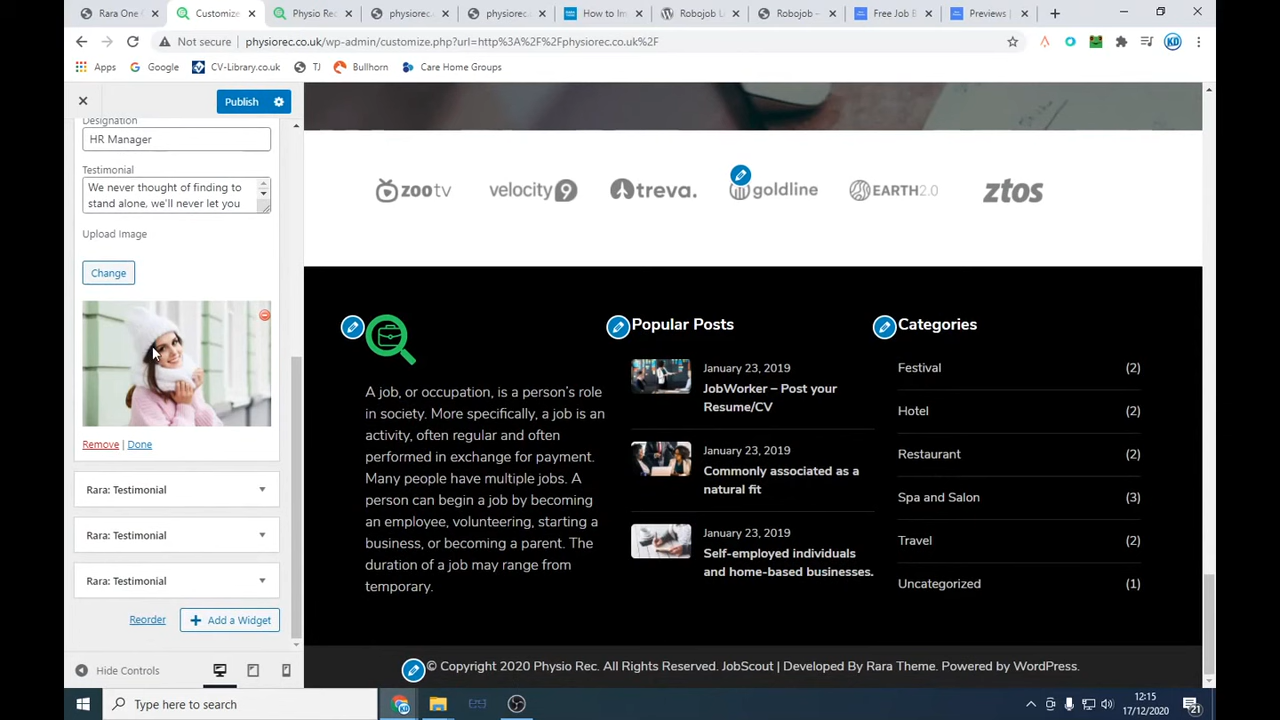 Rara One C
Customize
Physio Rec
physiorec.
physiorec.
How to Im
Robojob L
Robojob –
Free Job B
Previews |
Not secure
physiorec.co.uk/wp-admin/customize.php?url=http%3A%2F%2Fphysiorec.co.uk%2F
KD
Apps
Google
CV-Library.co.uk
TJ
Bullhorn
Care Home Groups
Publish
Designation
HR Manager
Testimonial
We never thought of finding to
stand alone, we'll never let you
Upload Image
Change
Remove | Done
Rara: Testimonial
Rara: Testimonial
Rara: Testimonial
Reorder
Add a Widget
Hide Controls
zootv
velocity9
treva.
goldline
EARTH2.0
ztos
A job, or occupation, is a person's role
in society. More specifically, a job is an
activity, often regular and often
performed in exchange for payment.
Many people have multiple jobs. A
person can begin a job by becoming
an employee, volunteering, starting a
business, or becoming a parent. The
duration of a job may range from
temporary.
Popular Posts
January 23, 2019
JobWorker – Post your
Resume/CV
January 23, 2019
Commonly associated as a
natural fit
January 23, 2019
Self-employed individuals
and home-based businesses.
Categories
Festival (2)
Hotel (2)
Restaurant (2)
Spa and Salon (3)
Travel (2)
Uncategorized (1)
© Copyright 2020 Physio Rec. All Rights Reserved. JobScout | Developed By Rara Theme. Powered by WordPress.
Type here to search
12:15
17/12/2020
21